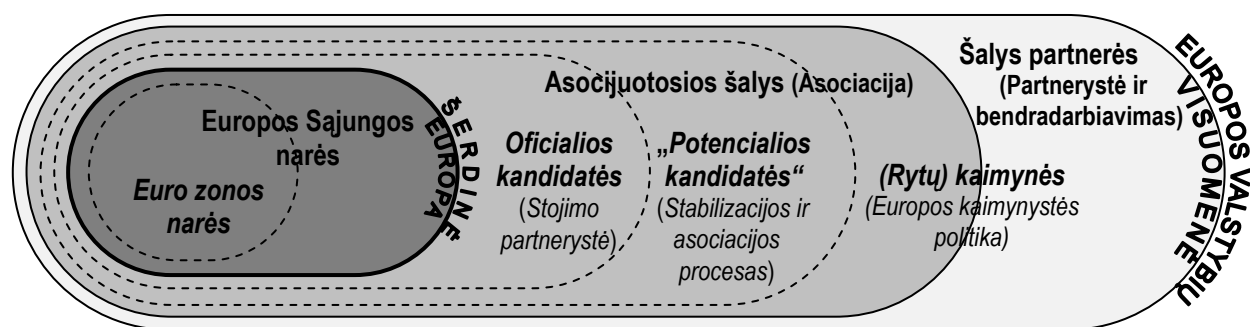 Europos Sąjungos
narės
Euro zonos
narės
ŠERDINĖ
EUROPA
Asocijuotosios šalys (Asociacija)
Oficialios
kandidatės
(Stojimo
partnerystė)
„Potencialios
kandidatės“
(Stabilizacijos ir
asociacijos
procesas)
(Rytų) kaimynės
(Europos kaimynystės
politika)
Šalys partnerės
(Partnerystė ir
bendradarbiavimas)
EUROPOS VALSTYBIŲ
VISUOMENĖ